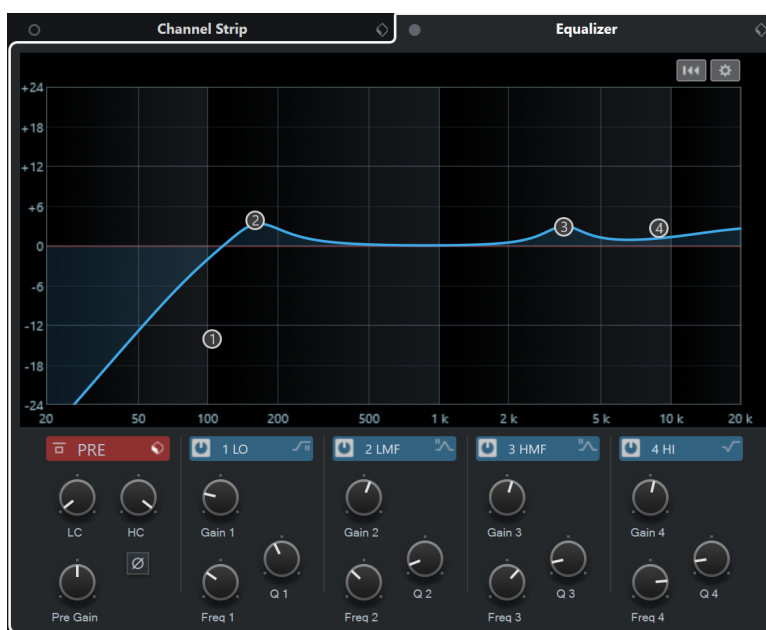 Channel Strip
Equalizer
+24
+18
+12
+6
0
-6
-12
-18
-24
1
2
3
4
20
50
100
200
500
1 k
2 k
5 k
10 k
20 k
PRE
1 LO
2 LMF
3 HMF
4 HI
LC
HC
Gain 1
Gain 2
Gain 3
Gain 4
Q 1
Q 2
Q 3
Q 4
Pre Gain
Freq 1
Freq 2
Freq 3
Freq 4